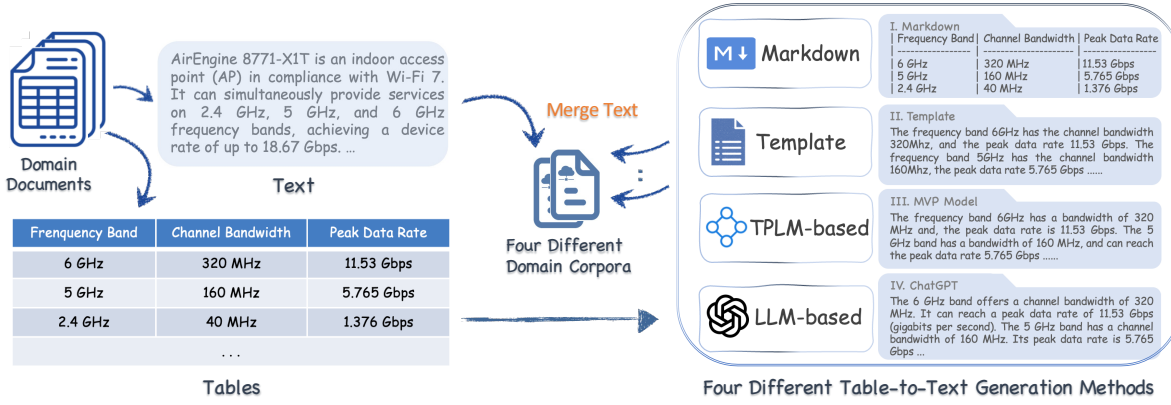 AirEngine 8771-X1T is an indoor access
point (AP) in compliance with Wi-Fi 7.
It can simultaneously provide services
on 2.4 GHz, 5 GHz, and 6 GHz
frequency bands, achieving a device
rate of up to 18.67 Gbps. ...
Domain
Documents
Text
Frenquency Band Channel Bandwidth Peak Data Rate
6 GHz 320 MHz 11.53 Gbps
5 GHz 160 MHz 5.765 Gbps
2.4 GHz 40 MHz 1.376 Gbps
. . .
Tables
Merge Text
Four Different
Domain Corpora
M Markdown
I. Markdown
| Frequency Band | Channel Bandwidth | Peak Data Rate
| ---------------- | --------------------- | ------------------
| 6 GHz | 320 MHz | 11.53 Gbps
| 5 GHz | 160 MHz | 5.765 Gbps
| 2.4 GHz | 40 MHz | 1.376 Gbps
Template
II. Template
The frequency band 6GHz has the channel bandwidth
320Mhz, and the peak data rate 11.53 Gbps. The
frequency band 5GHz has the channel bandwidth
160Mhz, the peak data rate 5.765 Gbps ......
TPLM-based
III. MVP Model
The frequency band 6GHz has a bandwidth of 320
MHz and, the peak data rate is 11.53 Gbps. The 5
GHz band has a bandwidth of 160 MHz, and can reach
the peak data rate 5.765 Gbps ......
LLM-based
IV. ChatGPT
The 6 GHz band offers a channel bandwidth of 320
MHz. It can reach a peak data rate of 11.53 Gbps
(gigabits per second). The 5 GHz band has a channel
bandwidth of 160 MHz. Its peak data rate is 5.765
Gbps ...
Four Different Table-to-Text Generation Methods